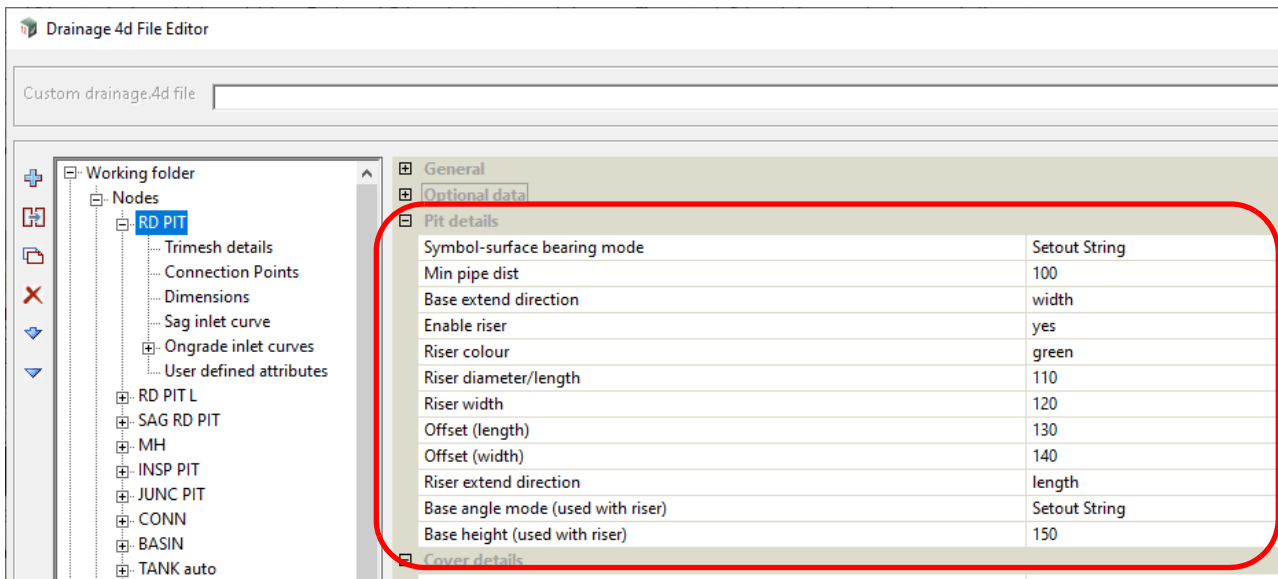 Drainage 4d File Editor
Custom drainage.4d file
Working folder
Nodes
RD PIT
Trimesh details
Connection Points
Dimensions
Sag inlet curve
Ongrade inlet curves
User defined attributes
RD PIT L
SAG RD PIT
MH
INSP PIT
JUNC PIT
CONN
BASIN
TANK auto
General
Optional data
Pit details
Symbol-surface bearing mode Setout String
Min pipe dist 100
Base extend direction width
Enable riser yes
Riser colour green
Riser diameter/length 110
Riser width 120
Offset (length) 130
Offset (width) 140
Riser extend direction length
Base angle mode (used with riser) Setout String
Base height (used with riser) 150
Cover details